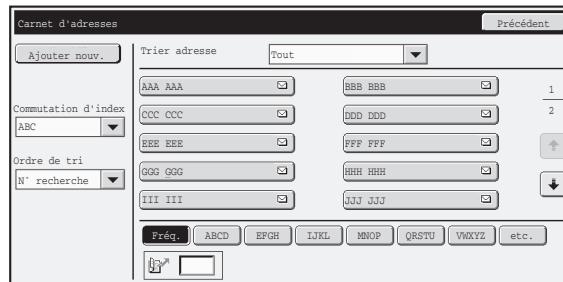 Carnet d'adresses
Précédent
Ajouter nouv.
Trier adresse
Tout
Commutation d'index
ABC
Ordre de tri
N° recherche
AAA AAA
BBB BBB
CCC CCC
DDD DDD
EEE EEE
FFF FFF
GGG GGG
HHH HHH
III III
JJJ JJJ
1
2
Fréq. ABCD EFGH IJKL MNOP QRSTU VWXYZ etc.